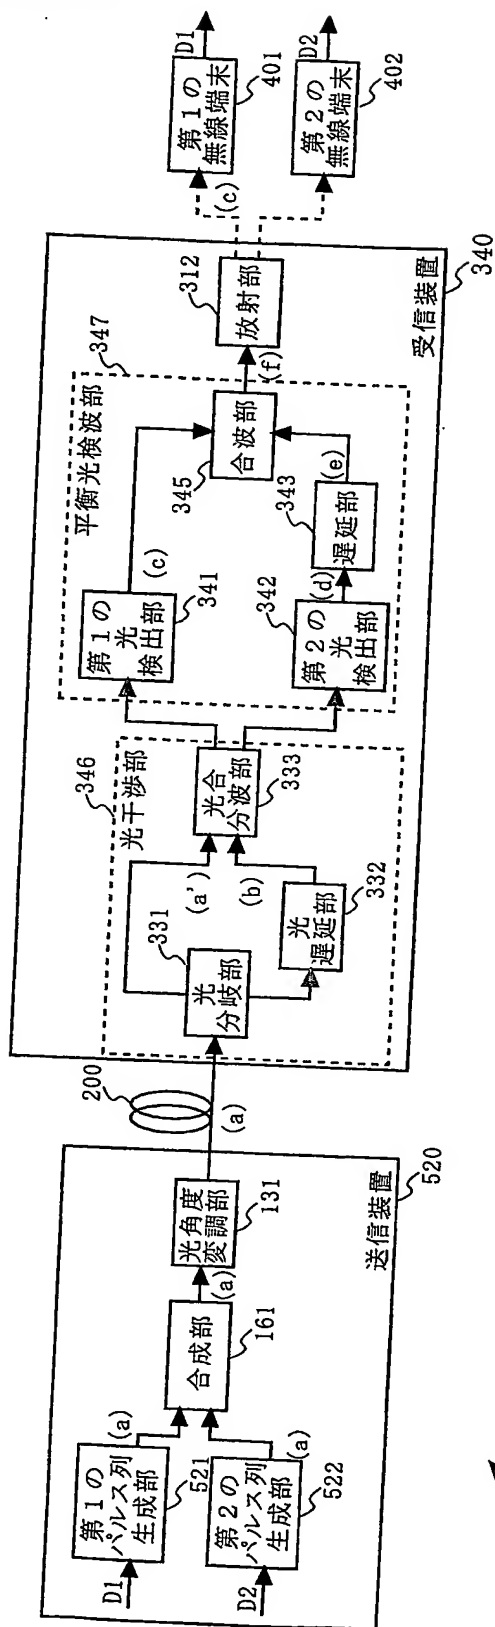 D1
第1の
パルス列
生成部
521
(a)
D2
第2の
パルス列
生成部
522
(a)
合成部
161
(a)
光角度
変調部
131
送信装置
520
200
(a)
346
光干渉部
331
光
分岐部
(a')
(b)
光
遅延部
332
光合
分波部
333
347
平衡光検波部
第1の
光
検出部
341
(c)
第2の
光
検出部
342
(d)
遅延部
343
(e)
345
合波部
(f)
312
放射部
受信装置
340
(c)
第1の
無線端末
401
D1
第2の
無線端末
402
D2